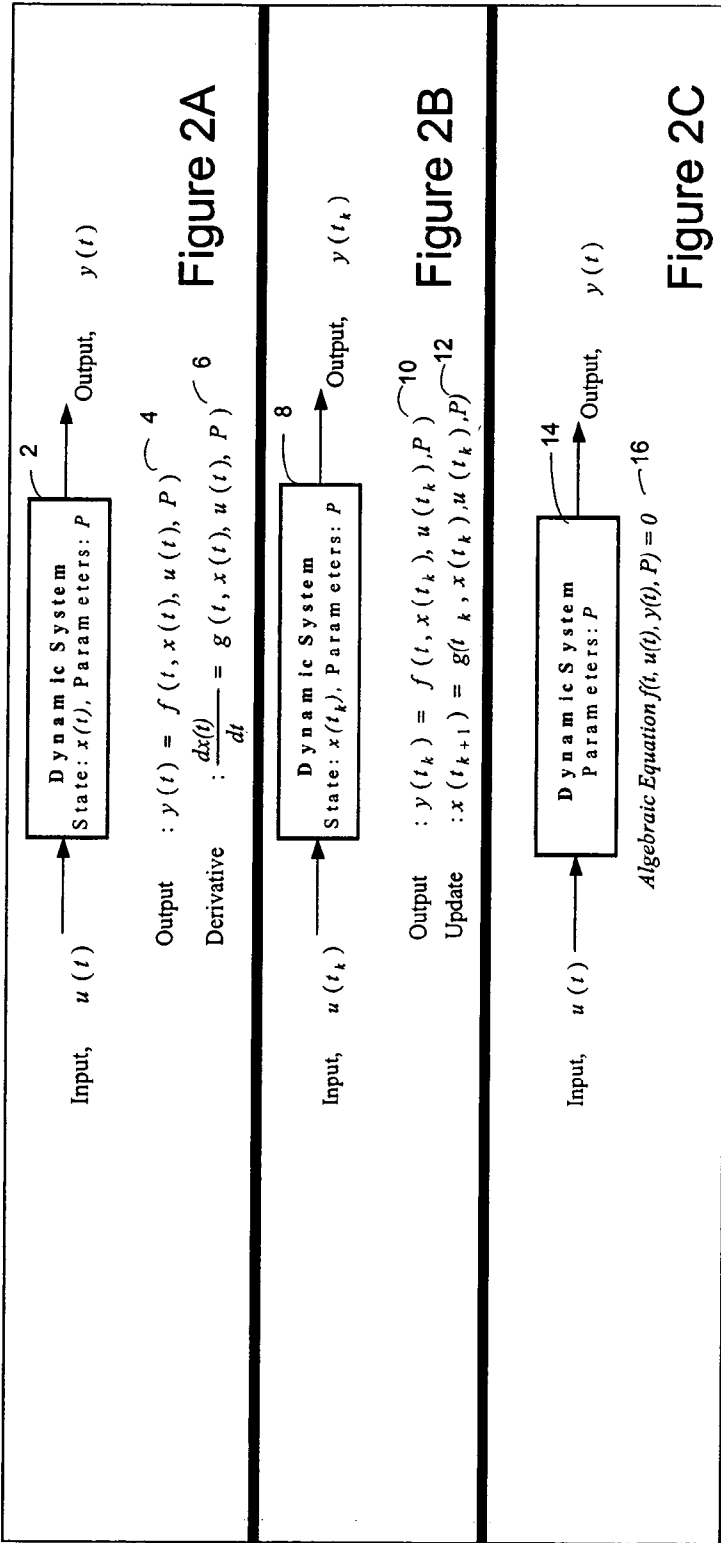 2
Dynamic System
State: x(t), Parameters: P
Input, u(t)
Output, y(t)
Output : y(t) = f(t, x(t), u(t), P) 4
Derivative : dx(t)/dt = g(t, x(t), u(t), P) 6
Figure 2A
8
Dynamic System
State: x(t_k), Parameters: P
Input, u(t_k)
Output, y(t_k)
Output : y(t_k) = f(t, x(t_k), u(t_k), P) 10
Update : x(t_{k+1}) = g(t_k, x(t_k), u(t_k), P) 12
Figure 2B
14
Dynamic System
Parameters: P
Input, u(t)
Output, y(t)
Algebraic Equation f(t, u(t), y(t), P) = 0 16
Figure 2C